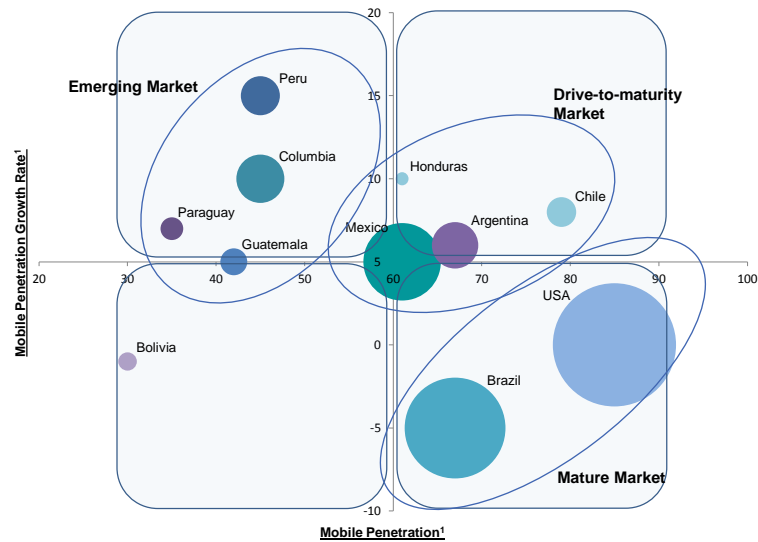 20
Emerging Market
Peru
Drive-to-maturity
Market
15
Columbia
Honduras
10
Chile
Paraguay
Mexico
Argentina
Guatemala
20
30
40
50
60
70
80
90
100
5
USA
0
Bolivia
Brazil
-5
Mature Market
-10
Mobile Penetration Growth Rate¹
Mobile Penetration¹